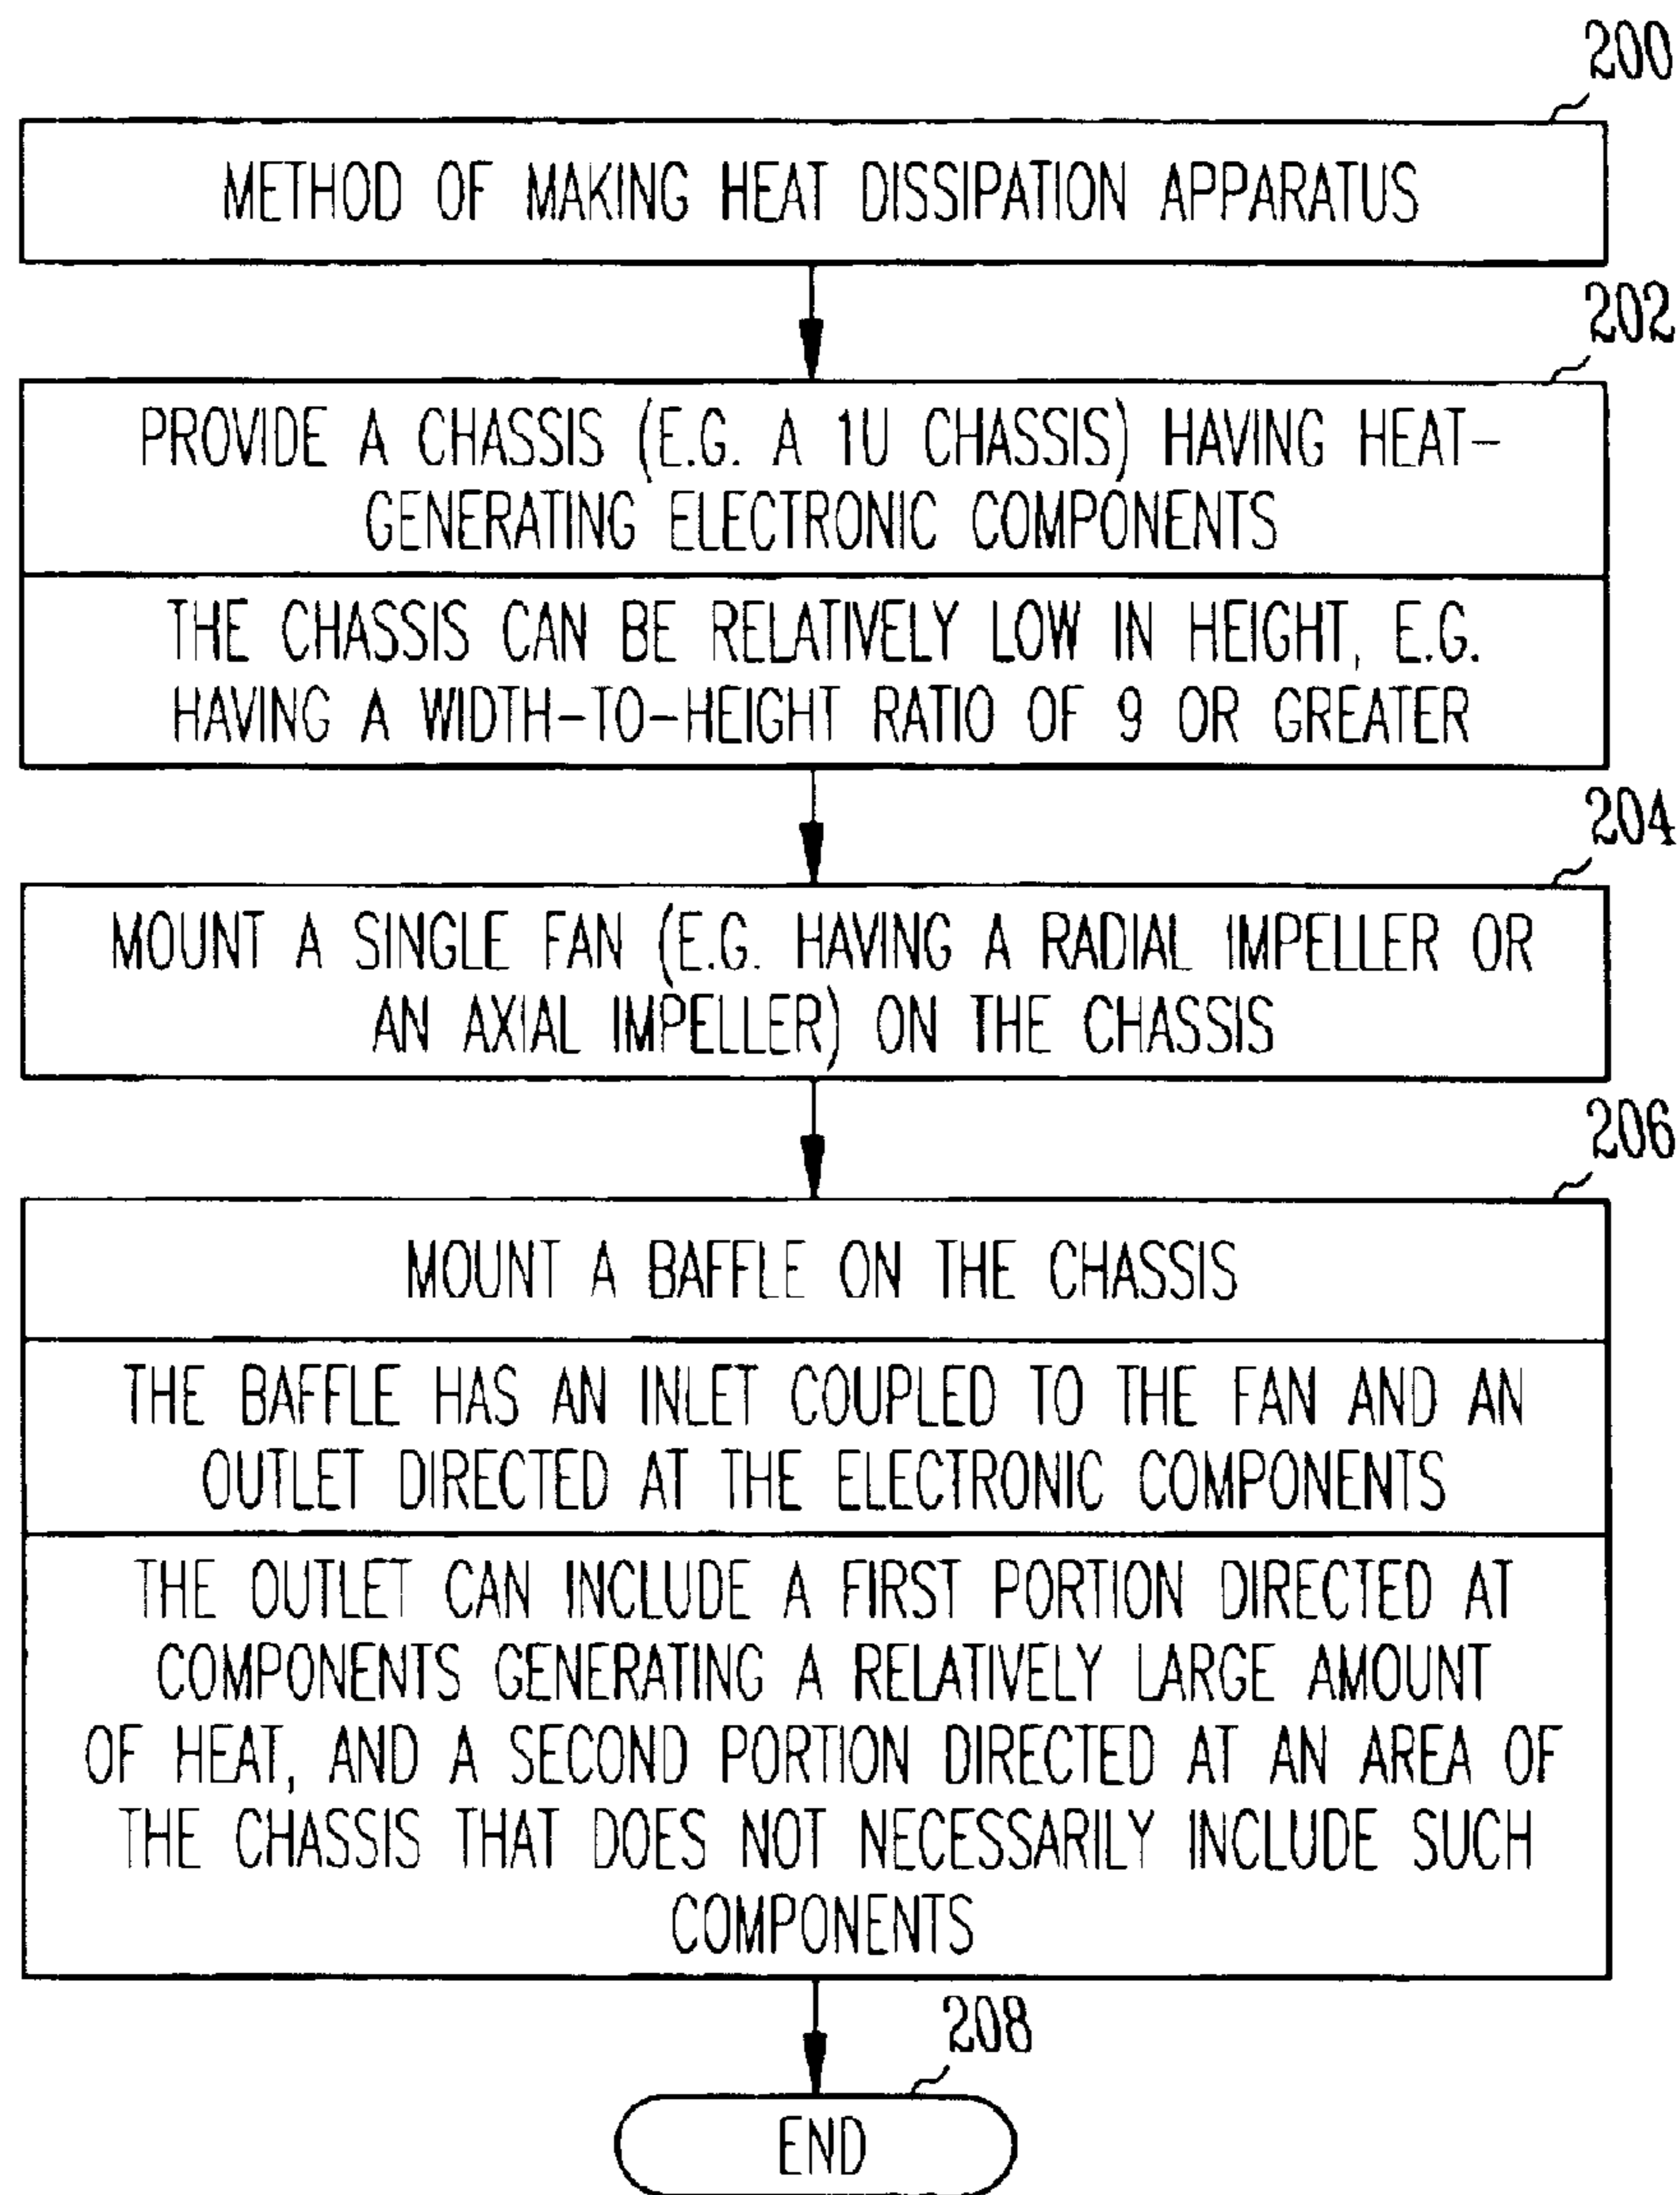 200
METHOD OF MAKING HEAT DISSIPATION APPARATUS
202
PROVIDE A CHASSIS (E.G. A 1U CHASSIS) HAVING HEAT-
GENERATING ELECTRONIC COMPONENTS
THE CHASSIS CAN BE RELATIVELY LOW IN HEIGHT, E.G.
HAVING A WIDTH-TO-HEIGHT RATIO OF 9 OR GREATER
204
MOUNT A SINGLE FAN (E.G. HAVING A RADIAL IMPELLER OR
AN AXIAL IMPELLER) ON THE CHASSIS
206
MOUNT A BAFFLE ON THE CHASSIS
THE BAFFLE HAS AN INLET COUPLED TO THE FAN AND AN
OUTLET DIRECTED AT THE ELECTRONIC COMPONENTS
THE OUTLET CAN INCLUDE A FIRST PORTION DIRECTED AT
COMPONENTS GENERATING A RELATIVELY LARGE AMOUNT
OF HEAT, AND A SECOND PORTION DIRECTED AT AN AREA OF
THE CHASSIS THAT DOES NOT NECESSARILY INCLUDE SUCH
COMPONENTS
208
END